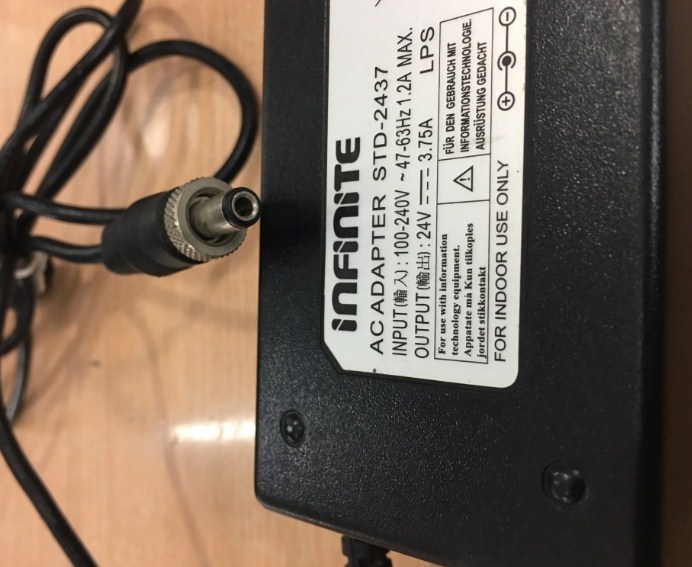 INFINITE
AC ADAPTER STD-2437
INPUT(輸入): 100-240V ~ 47-63Hz 1.2A MAX.
OUTPUT(輸出): 24V 3.75A LPS
For use with information
technology equipment.
Appatate må Kun tilkoples
jordet stikkontakt
FÜR DEN GEBRAUCH MIT
INFORMATIONSTECHNOLOGIE.
AUSRÜSTUNG GEDACHT
FOR INDOOR USE ONLY